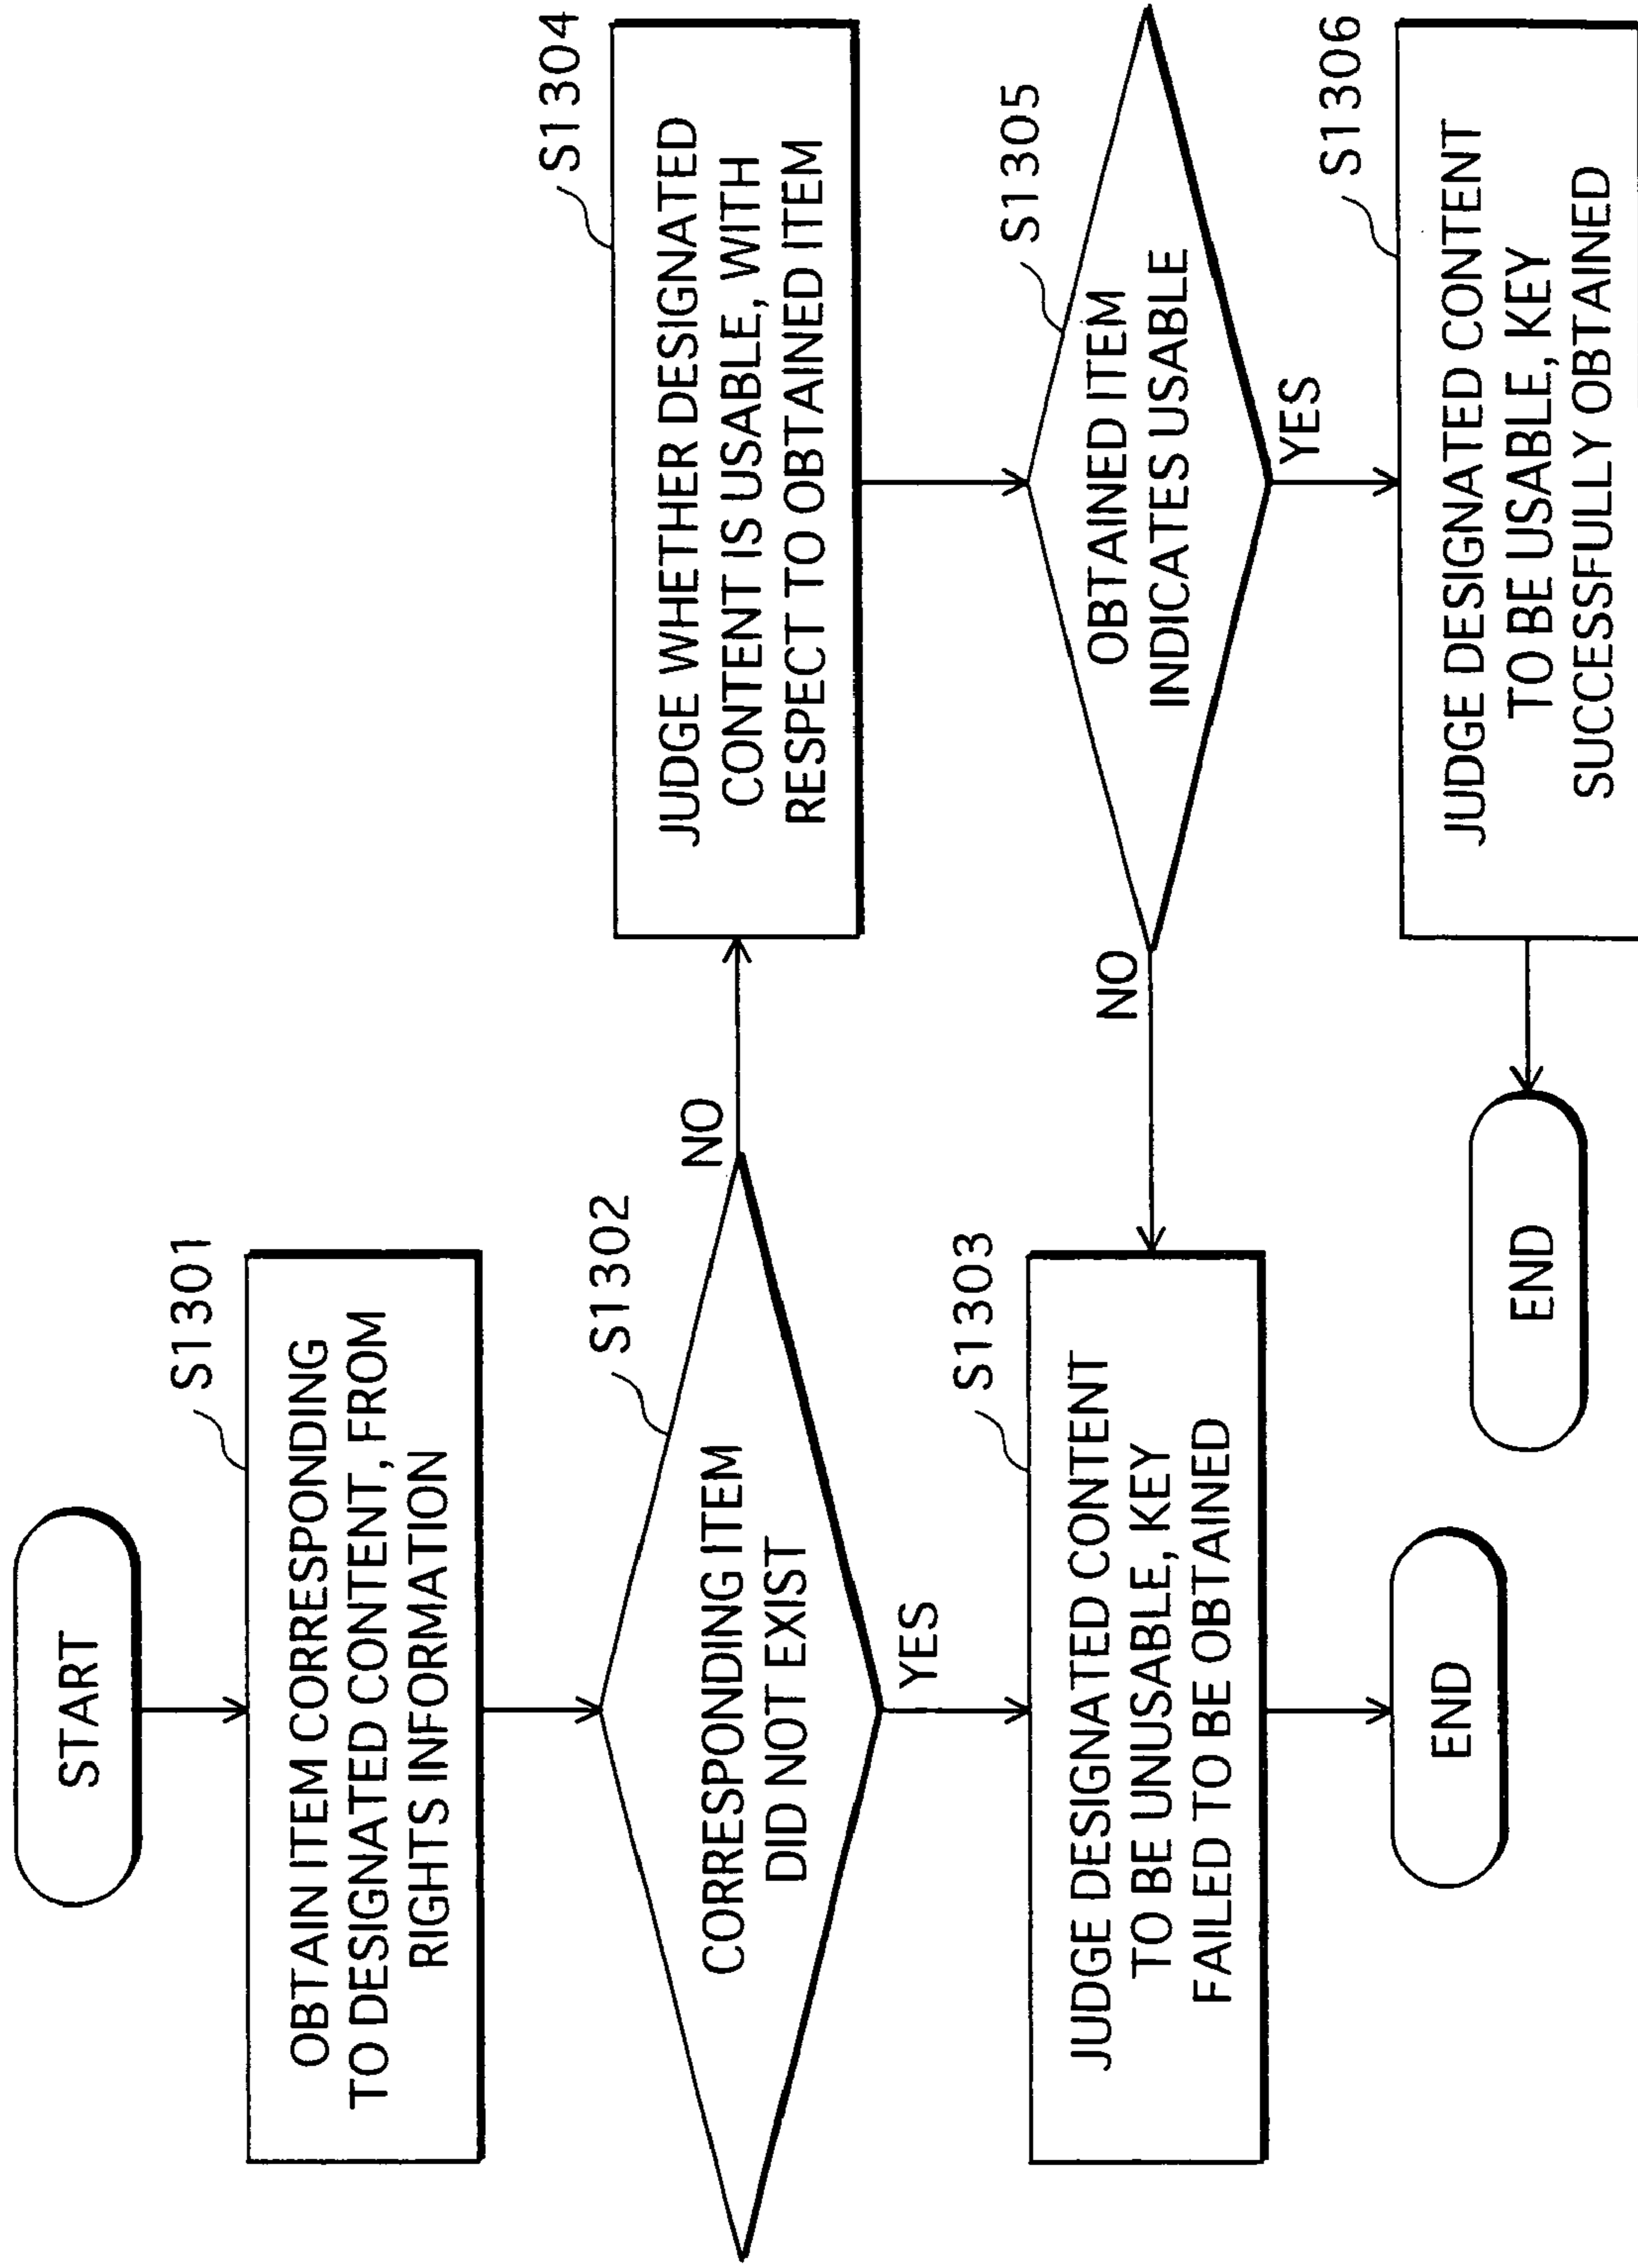 START
S1301
OBTAIN ITEM CORRESPONDING
TO DESIGNATED CONTENT, FROM
RIGHTS INFORMATION
S1302
CORRESPONDING ITEM
DID NOT EXIST
NO
YES
S1303
JUDGE DESIGNATED CONTENT
TO BE UNUSABLE, KEY
FAILED TO BE OBTAINED
END
S1304
JUDGE WHETHER DESIGNATED
CONTENT IS USABLE, WITH
RESPECT TO OBTAINED ITEM
S1305
OBTAINED ITEM
INDICATES USABLE
NO
YES
S1306
JUDGE DESIGNATED CONTENT
TO BE USABLE, KEY
SUCCESSFULLY OBTAINED
END